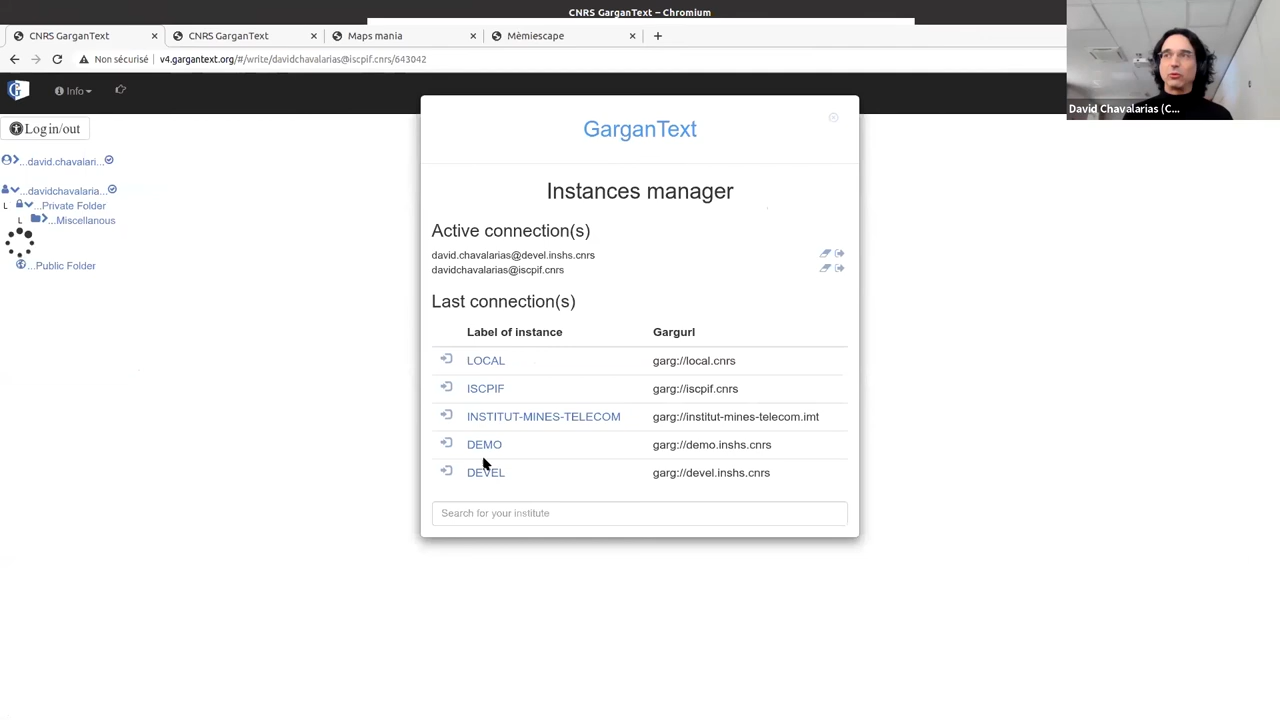 CNRS GarganText – Chromium
CNRS GarganText
CNRS GarganText
Maps mania
Mèmiescape
Non sécurisé
v4.gargantext.org/#/write/davidchavalarias@iscpif.cnrs/643042
Info
Login/out
...david.chavalari...
...davidchavalaria...
L ...Private Folder
L ...Miscellanous
...Public Folder
GarganText
Instances manager
Active connection(s)
david.chavalarias@devel.inshs.cnrs
davidchavalarias@iscpif.cnrs
Last connection(s)
Label of instance Gargurl
LOCAL garg://local.cnrs
ISCPIF garg://iscpif.cnrs
INSTITUT-MINES-TELECOM garg://institut-mines-telecom.imt
DEMO garg://demo.inshs.cnrs
DEVEL garg://devel.inshs.cnrs
Search for your institute
David Chavalarias (C...